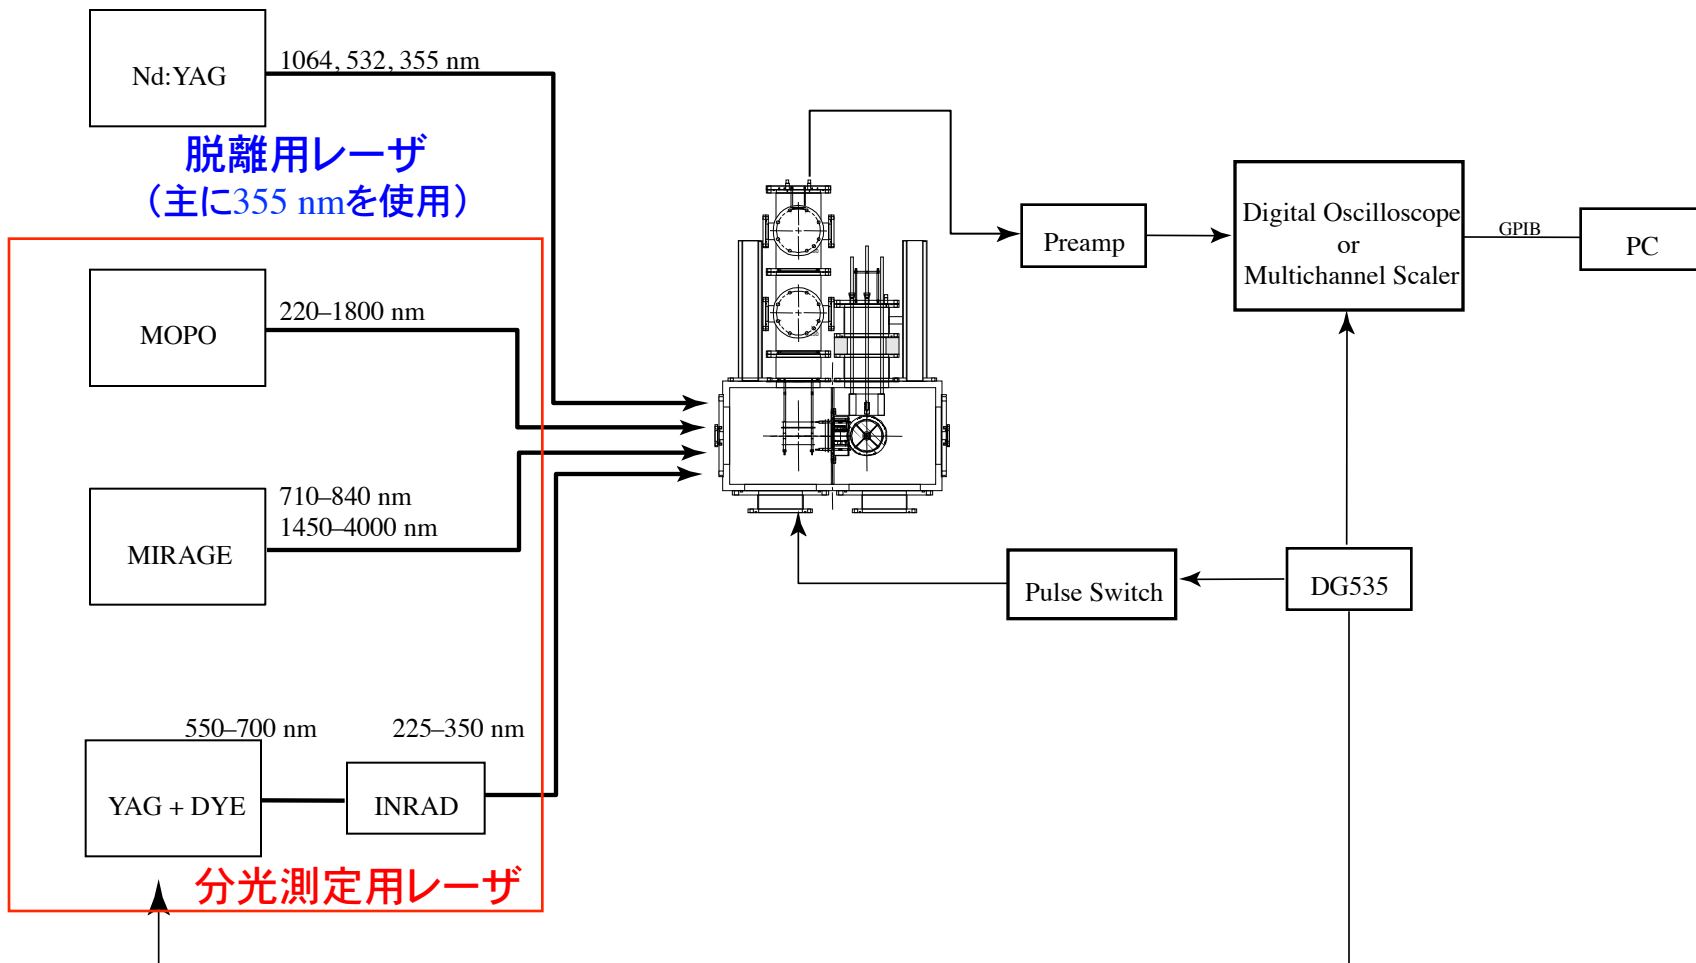 Nd:YAG
1064, 532, 355 nm
脱離用レーザ
（主に355 nmを使用）
MOPO
220–1800 nm
MIRAGE
710–840 nm
1450–4000 nm
550–700 nm
225–350 nm
YAG + DYE
INRAD
分光測定用レーザ
Preamp
Digital Oscilloscope
or
Multichannel Scaler
GPIB
PC
Pulse Switch
DG535